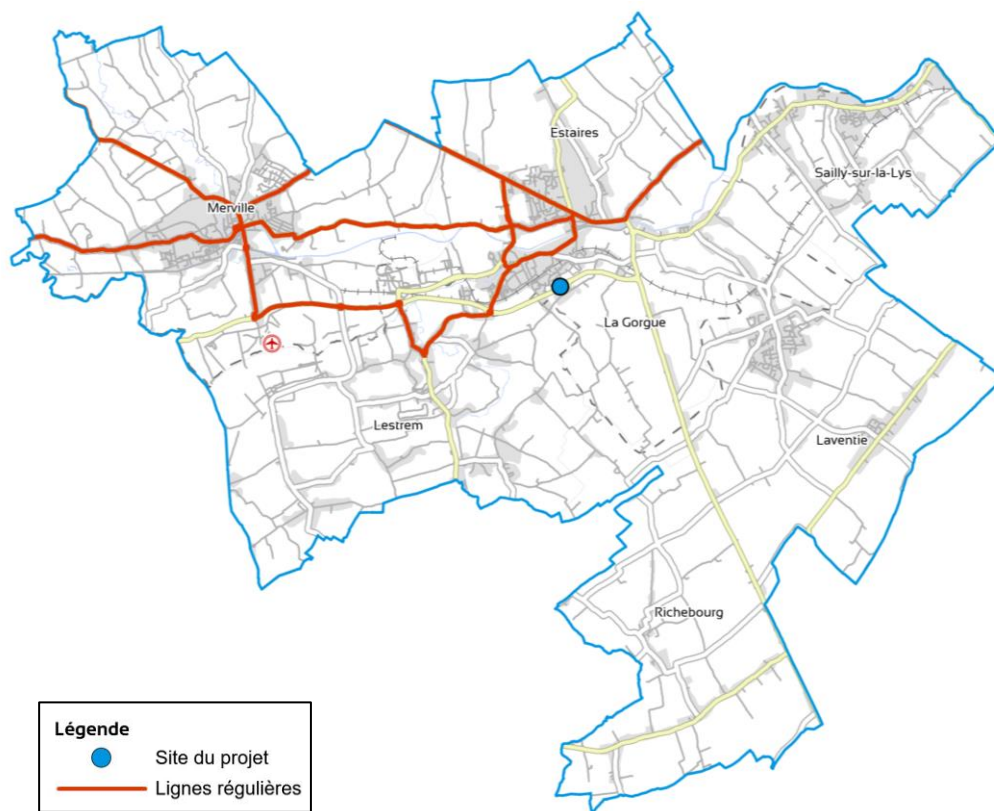 Estaires
Sailly-sur-la-Lys
Merville
La Gorgue
Lestrem
Laventie
Richebourg
Légende
Site du projet
Lignes régulières